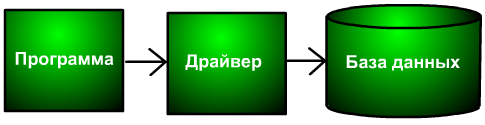 Программа
Драйвер
База данных